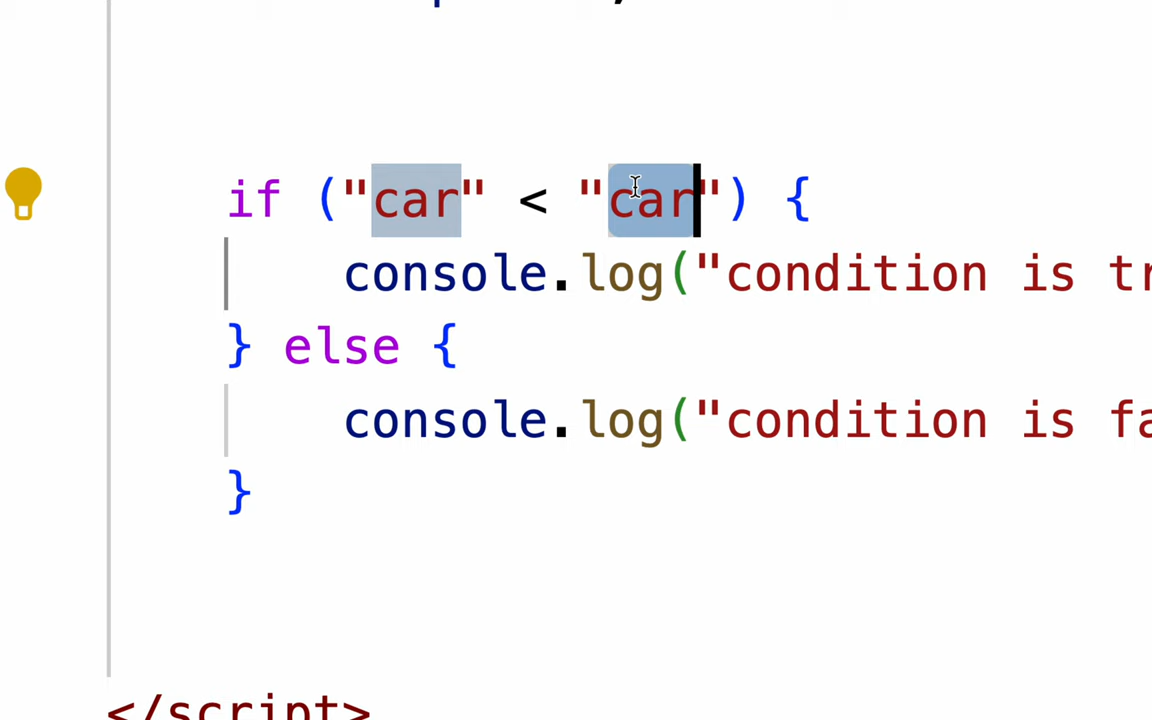 if ("car" < "car") {
console.log("condition is tr
} else {
console.log("condition is fa
}
</script>